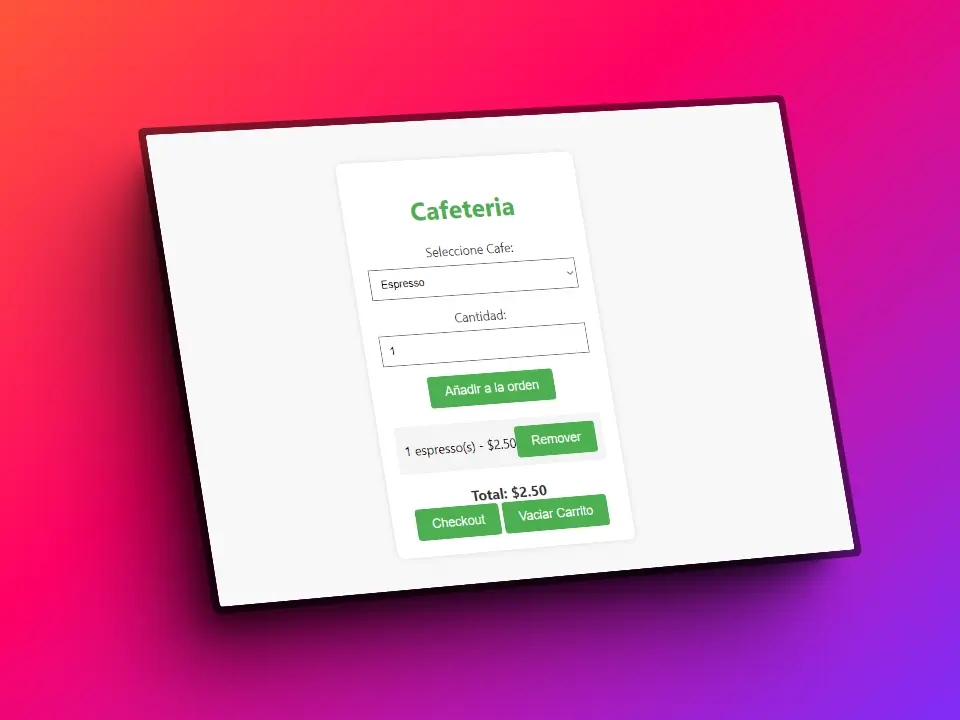 Cafeteria
Seleccione Cafe:
Espresso
Cantidad:
1
Añadir a la orden
1 espresso(s) - $2.50 Remover
Total: $2.50
Checkout Vaciar Carrito